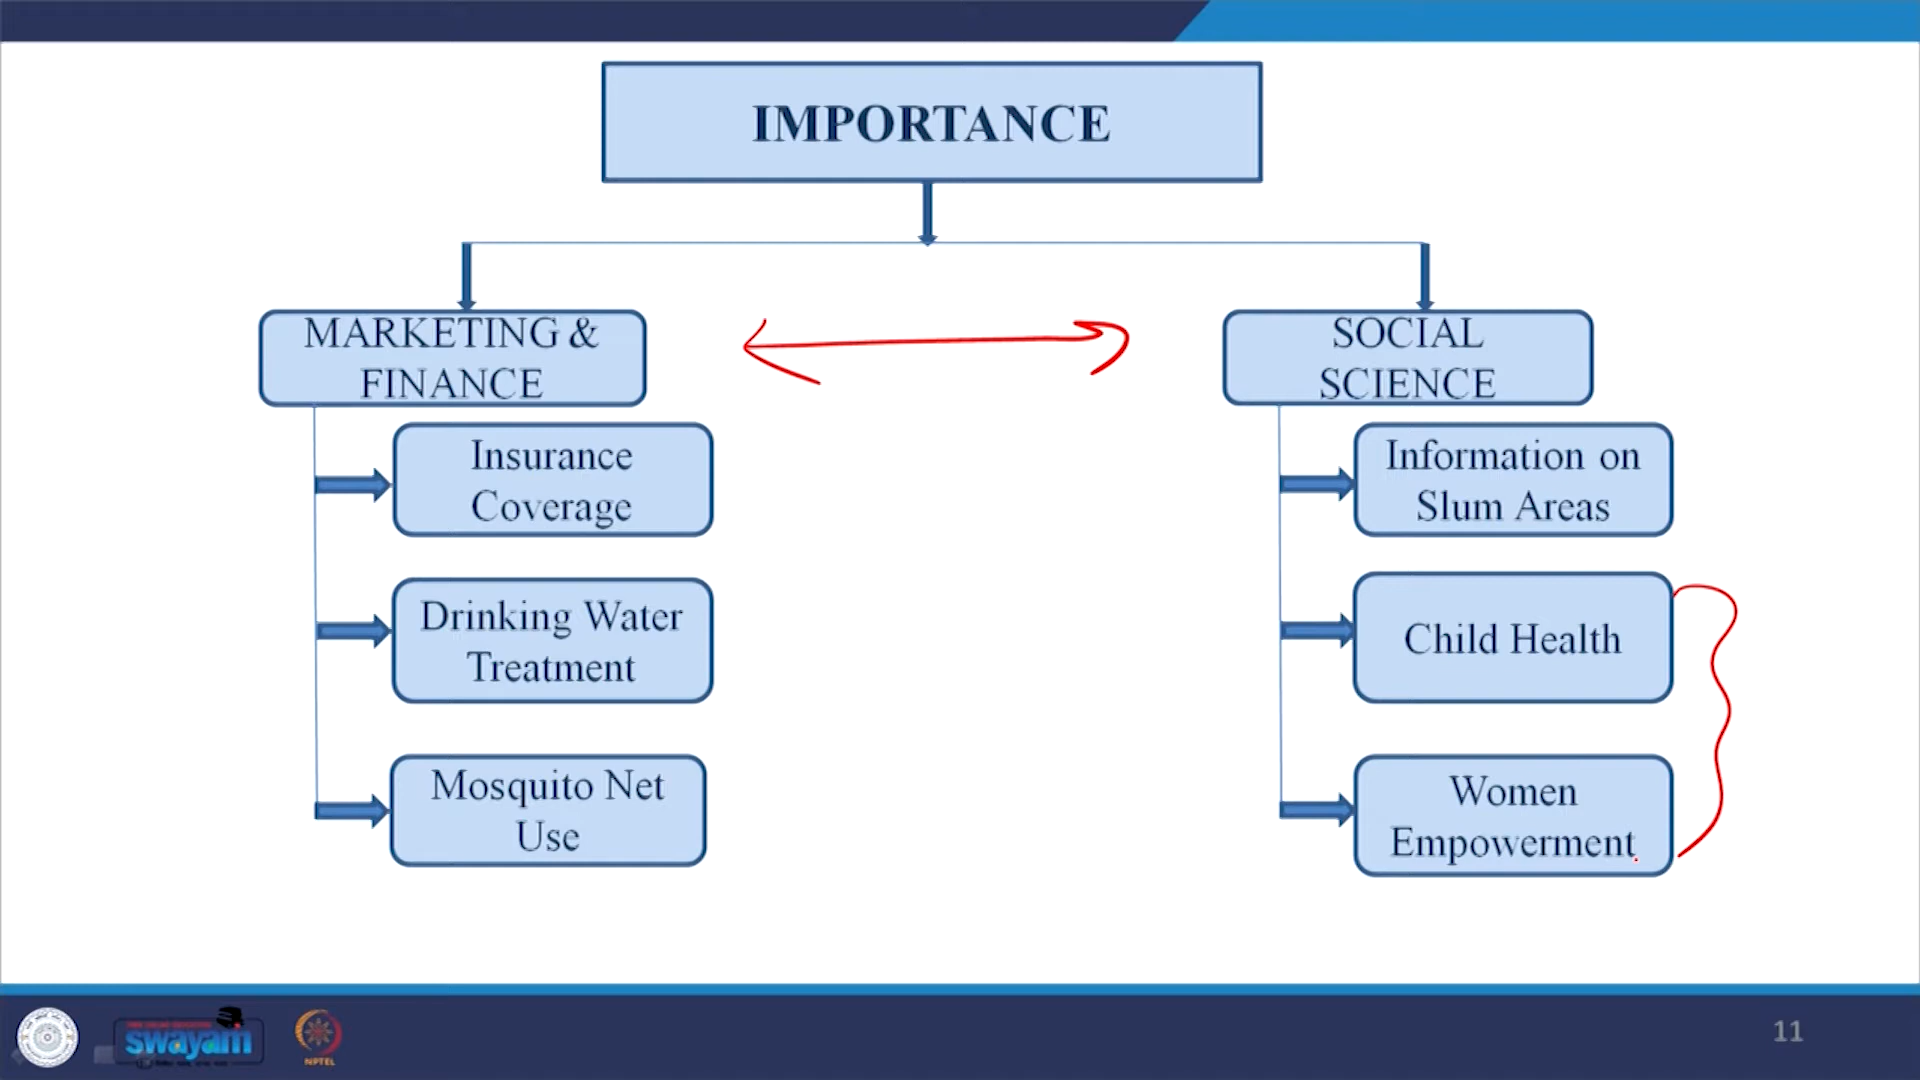 IMPORTANCE
MARKETING &
FINANCE
Insurance
Coverage
Drinking Water
Treatment
Mosquito Net
Use
SOCIAL
SCIENCE
Information on
Slum Areas
Child Health
Women
Empowerment
swayam
NPTEL
11